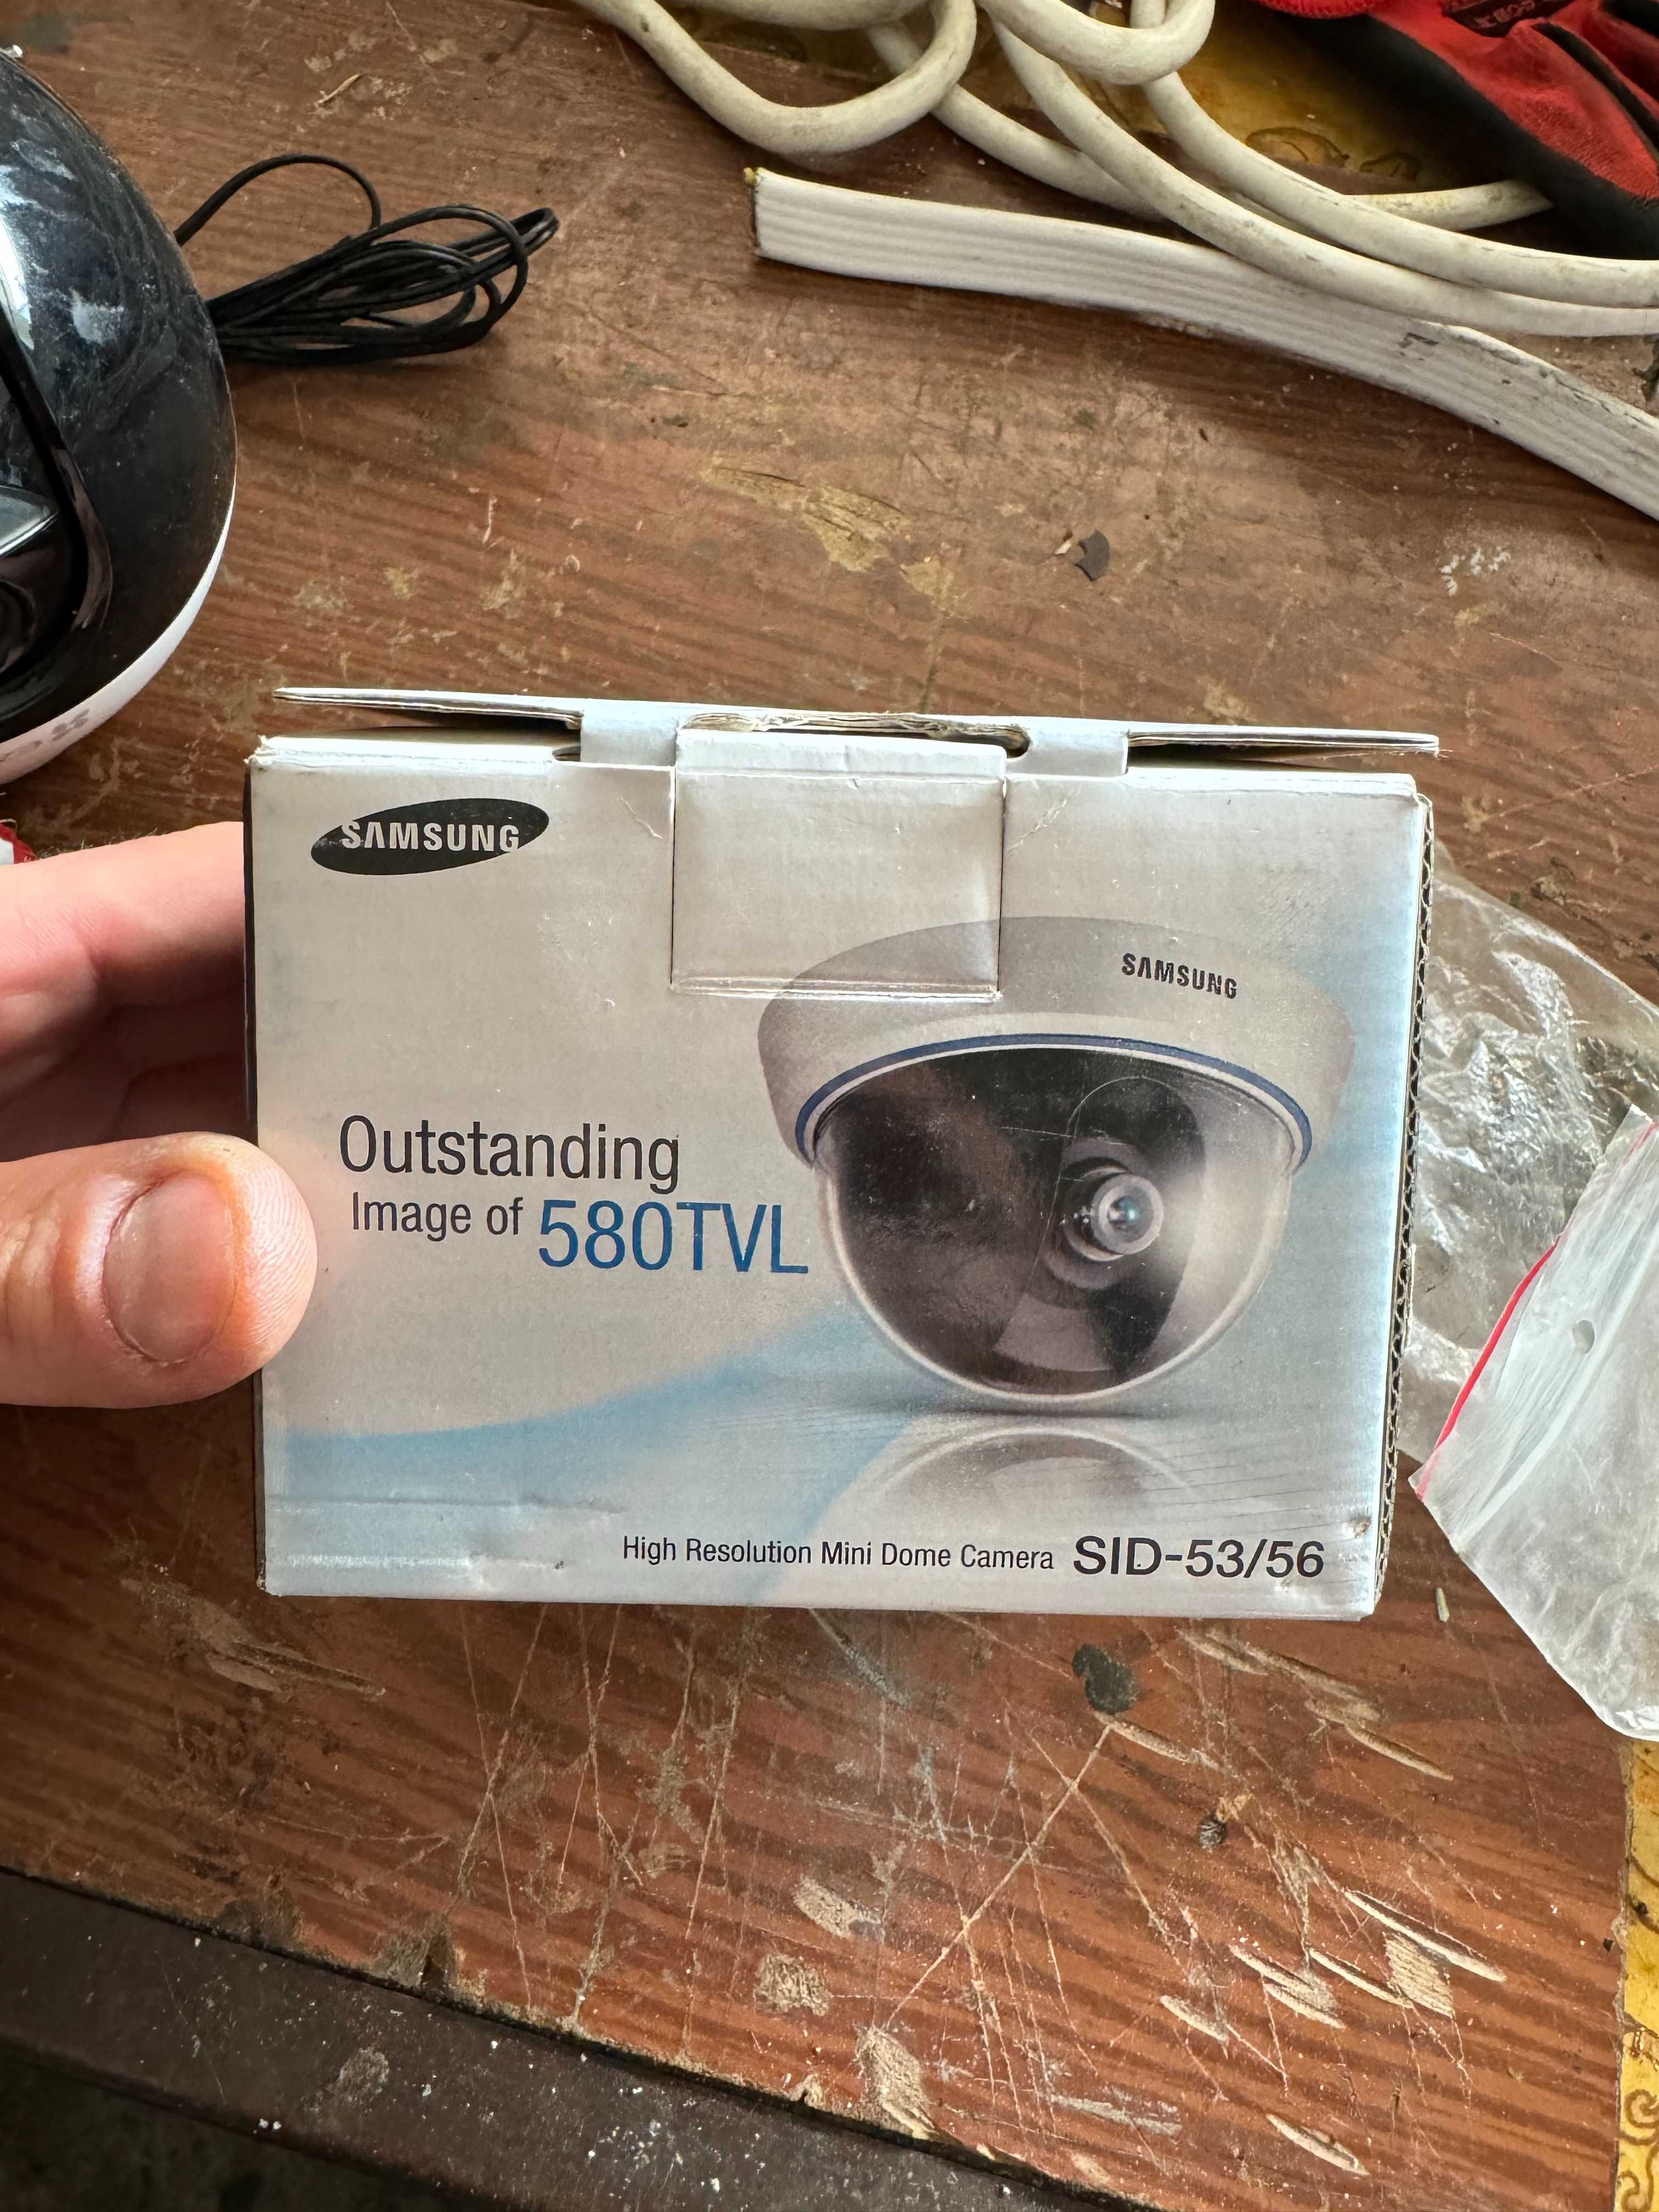 SAMSUNG
SAMSUNG
Outstanding
Image of 580TVL
High Resolution Mini Dome Camera SID-53/56